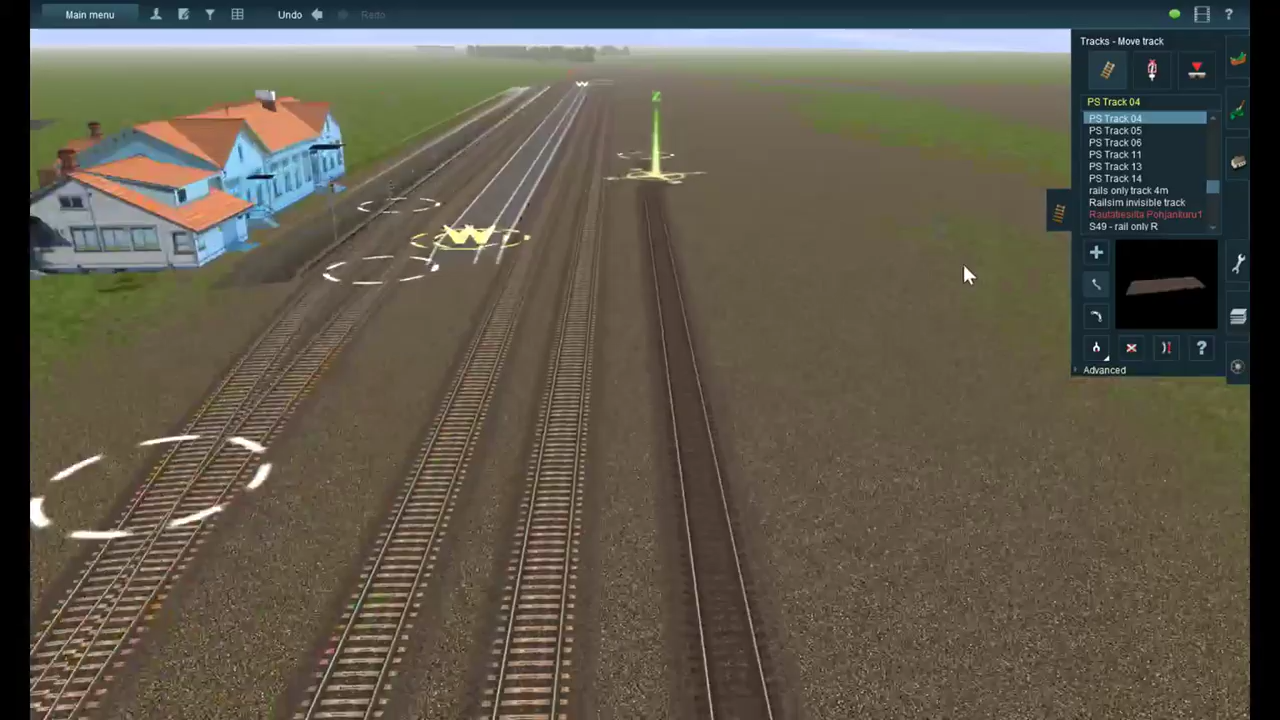 Main menu
Undo
Redo
?
Tracks - Move track
PS Track 04
PS Track 04
PS Track 05
PS Track 06
PS Track 11
PS Track 13
PS Track 14
rails only track 4m
Railsim invisible track
Rautabesilta Pohjankuru1
S49 - rail only R
?
Advanced
Z
W
W